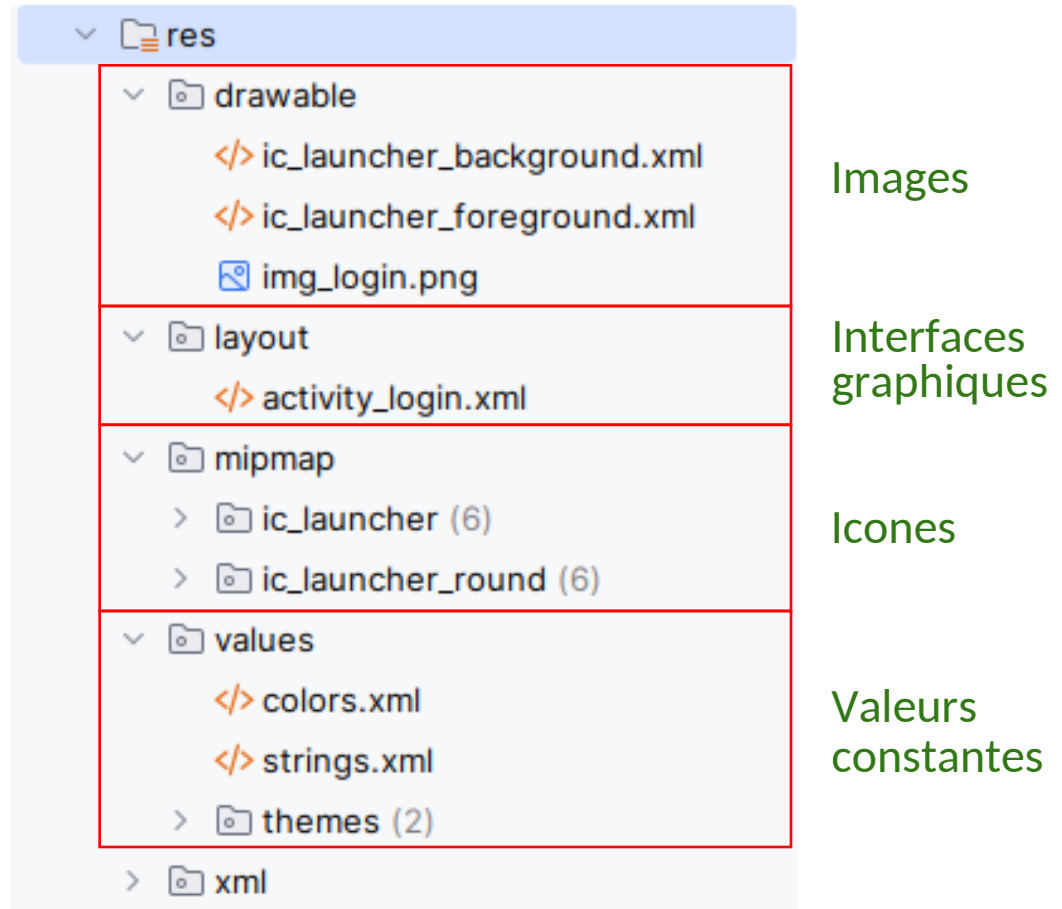 res
drawable
ic_launcher_background.xml
ic_launcher_foreground.xml
img_login.png
Images
layout
activity_login.xml
Interfaces
graphiques
mipmap
ic_launcher (6)
ic_launcher_round (6)
Icones
values
colors.xml
strings.xml
themes (2)
Valeurs
constantes
xml